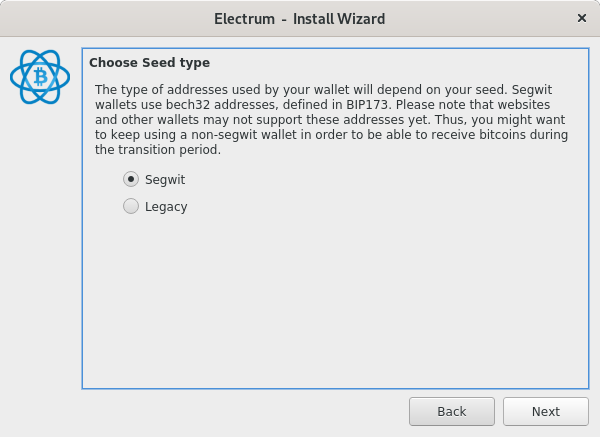 Electrum - Install Wizard
Choose Seed type
The type of addresses used by your wallet will depend on your seed. Segwit
wallets use bech32 addresses, defined in BIP173. Please note that websites
and other wallets may not support these addresses yet. Thus, you might want
to keep using a non-segwit wallet in order to be able to receive bitcoins during
the transition period.
Segwit
Legacy
Back
Next